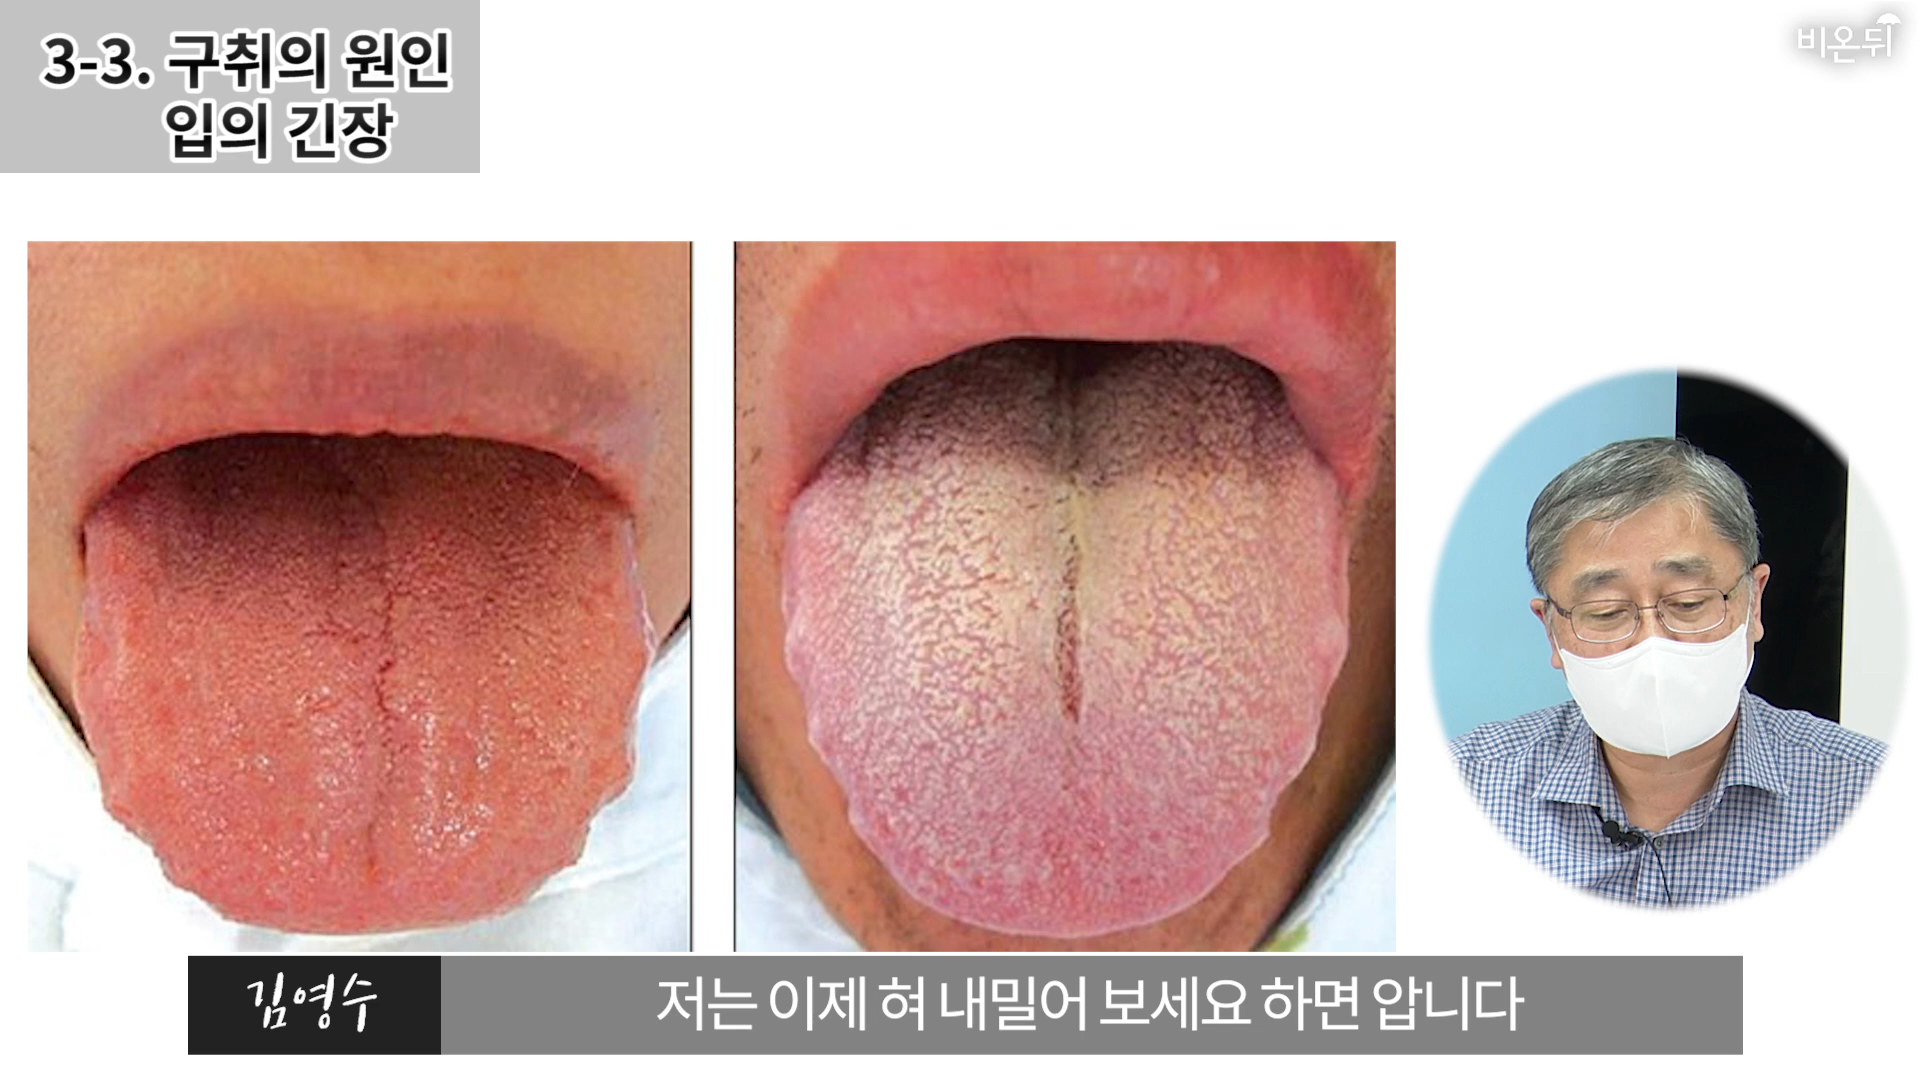 3-3. 구취의 원인
입의 긴장
비온뒤
김영수
저는 이제 혀 내밀어 보세요 하면 압니다